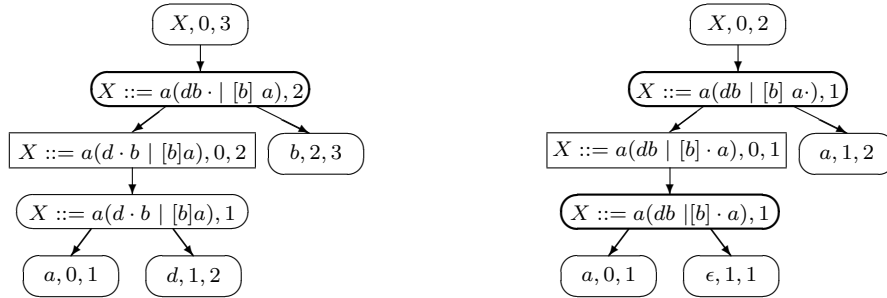 X, 0, 3
X ::= a(db · | [b] a), 2
X ::= a(d · b | [b]a), 0, 2
b, 2, 3
X ::= a(d · b | [b]a), 1
a, 0, 1
d, 1, 2
X, 0, 2
X ::= a(db | [b] a·), 1
X ::= a(db | [b] · a), 0, 1
a, 1, 2
X ::= a(db |[b] · a), 1
a, 0, 1
ϵ, 1, 1